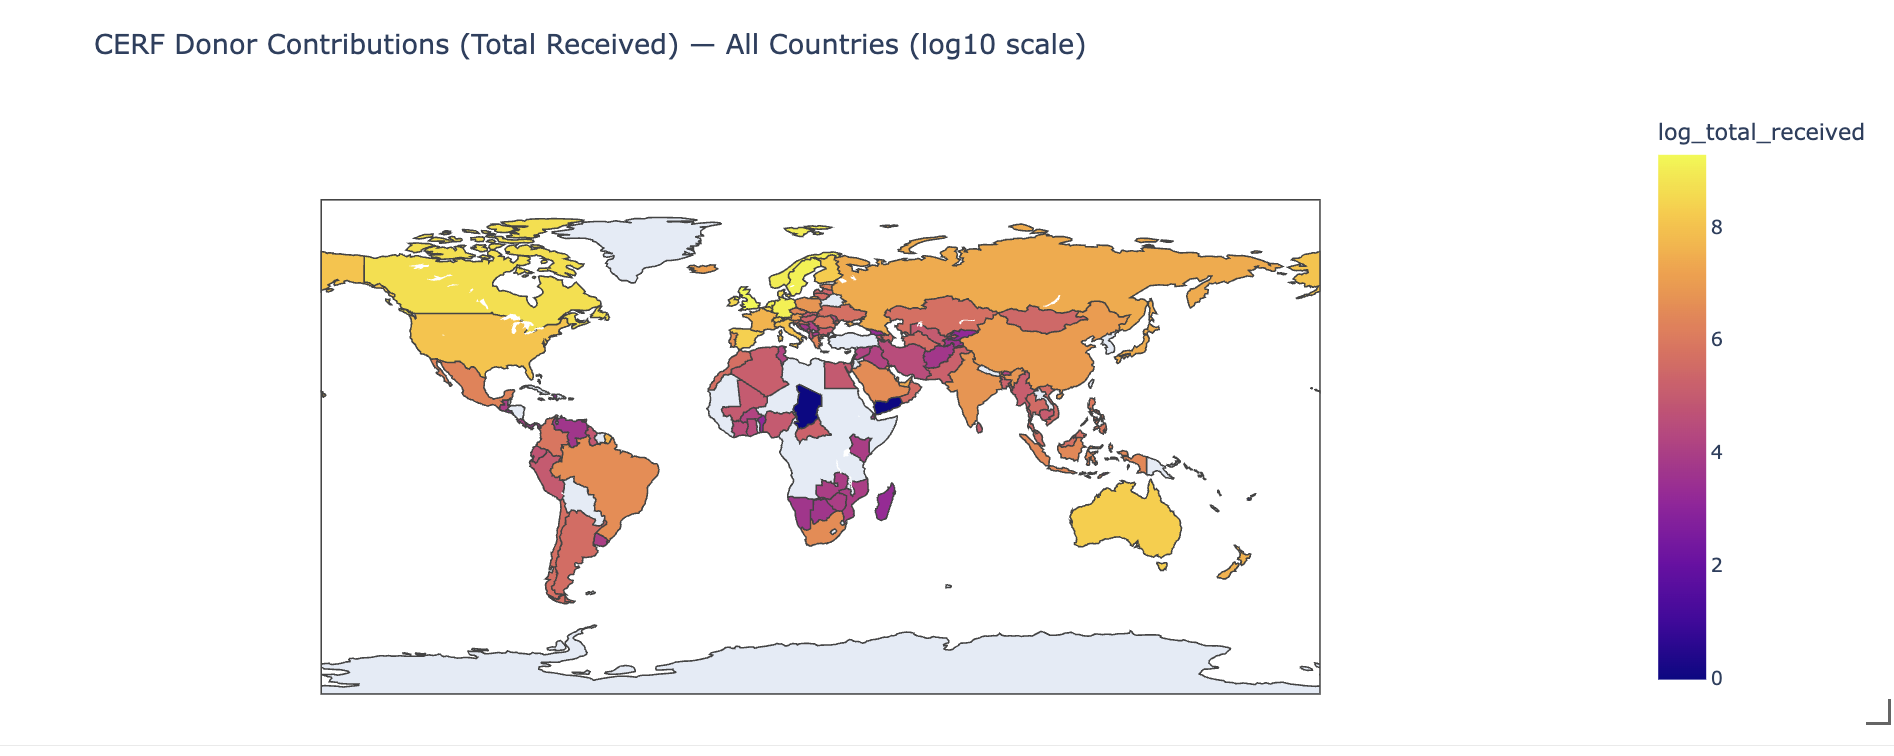 CERF Donor Contributions (Total Received) — All Countries (log10 scale)
log_total_received
8
6
4
2
0